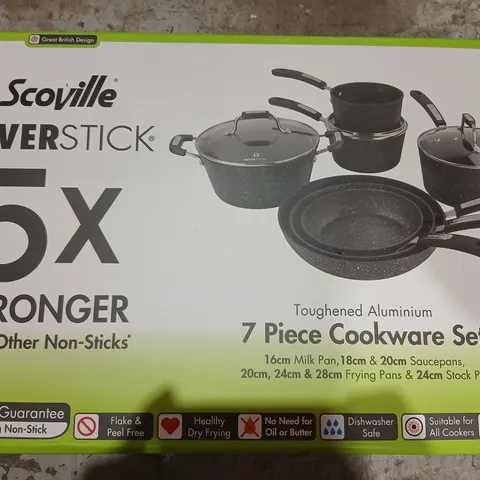 Great British Design
Scoville
VERSTICK®
5X
RONGER
Other Non-Sticks*
Toughened Aluminium
7 Piece Cookware Set
16cm Milk Pan, 18cm & 20cm Saucepans,
20cm, 24cm & 28cm Frying Pans & 24cm Stock P
Guarantee
Non-Stick
Flake &
Peel Free
Healthy
Dry Frying
No Need for
Oil or Butter
Dishwasher
Safe
Suitable for
All Cookers